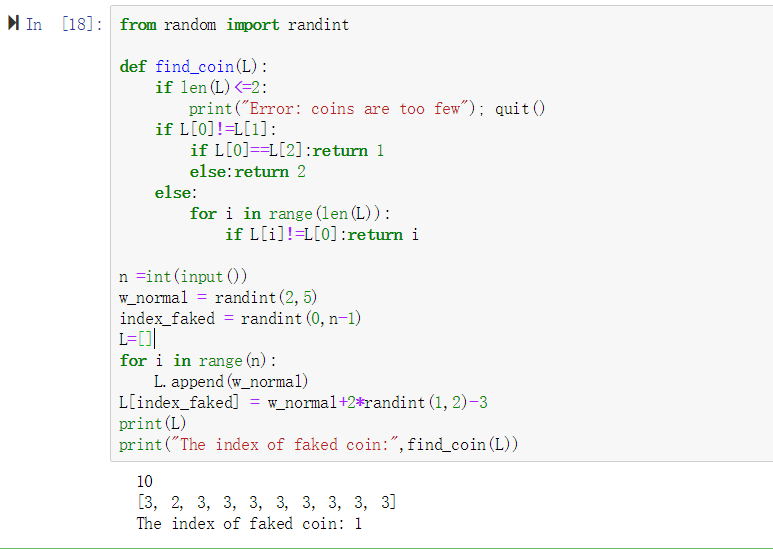 In [18]: from random import randint
def find_coin(L):
    if len(L)<=2:
        print("Error: coins are too few"); quit()
    if L[0]!=L[1]:
        if L[0]==L[2]:return 1
        else:return 2
    else:
        for i in range(len(L)):
            if L[i]!=L[0]:return i
n =int(input())
w_normal = randint(2,5)
index_faked = randint(0,n-1)
L=[]
for i in range(n):
    L.append(w_normal)
L[index_faked] = w_normal+2*randint(1,2)-3
print(L)
print("The index of faked coin:",find_coin(L))
10
[3, 2, 3, 3, 3, 3, 3, 3, 3, 3]
The index of faked coin: 1